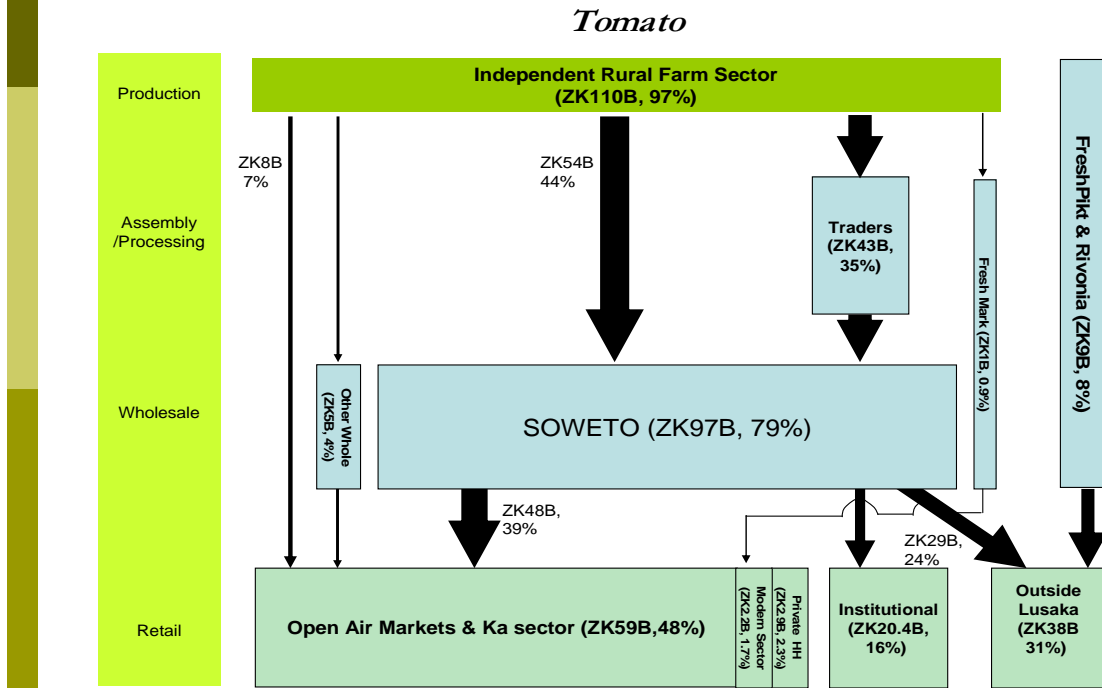 Tomato
Production
Independent Rural Farm Sector
(ZK110B, 97%)
ZK8B
7%
ZK54B
44%
Assembly
/Processing
Traders
(ZK43B,
35%)
Fresh Mark (ZK1B, 0.9%)
FreshPikt & Rivonia (ZK9B, 8%)
Wholesale
Other Whole
(ZK5B, 4%)
SOWETO (ZK97B, 79%)
ZK48B,
39%
ZK29B,
24%
Retail
Open Air Markets & Ka sector (ZK59B,48%)
Modern Sector
(ZK2.2B, 1.7%)
Private HH
(ZK2.9B, 2.3%)
Institutional
(ZK20.4B,
16%)
Outside
Lusaka
(ZK38B
31%)